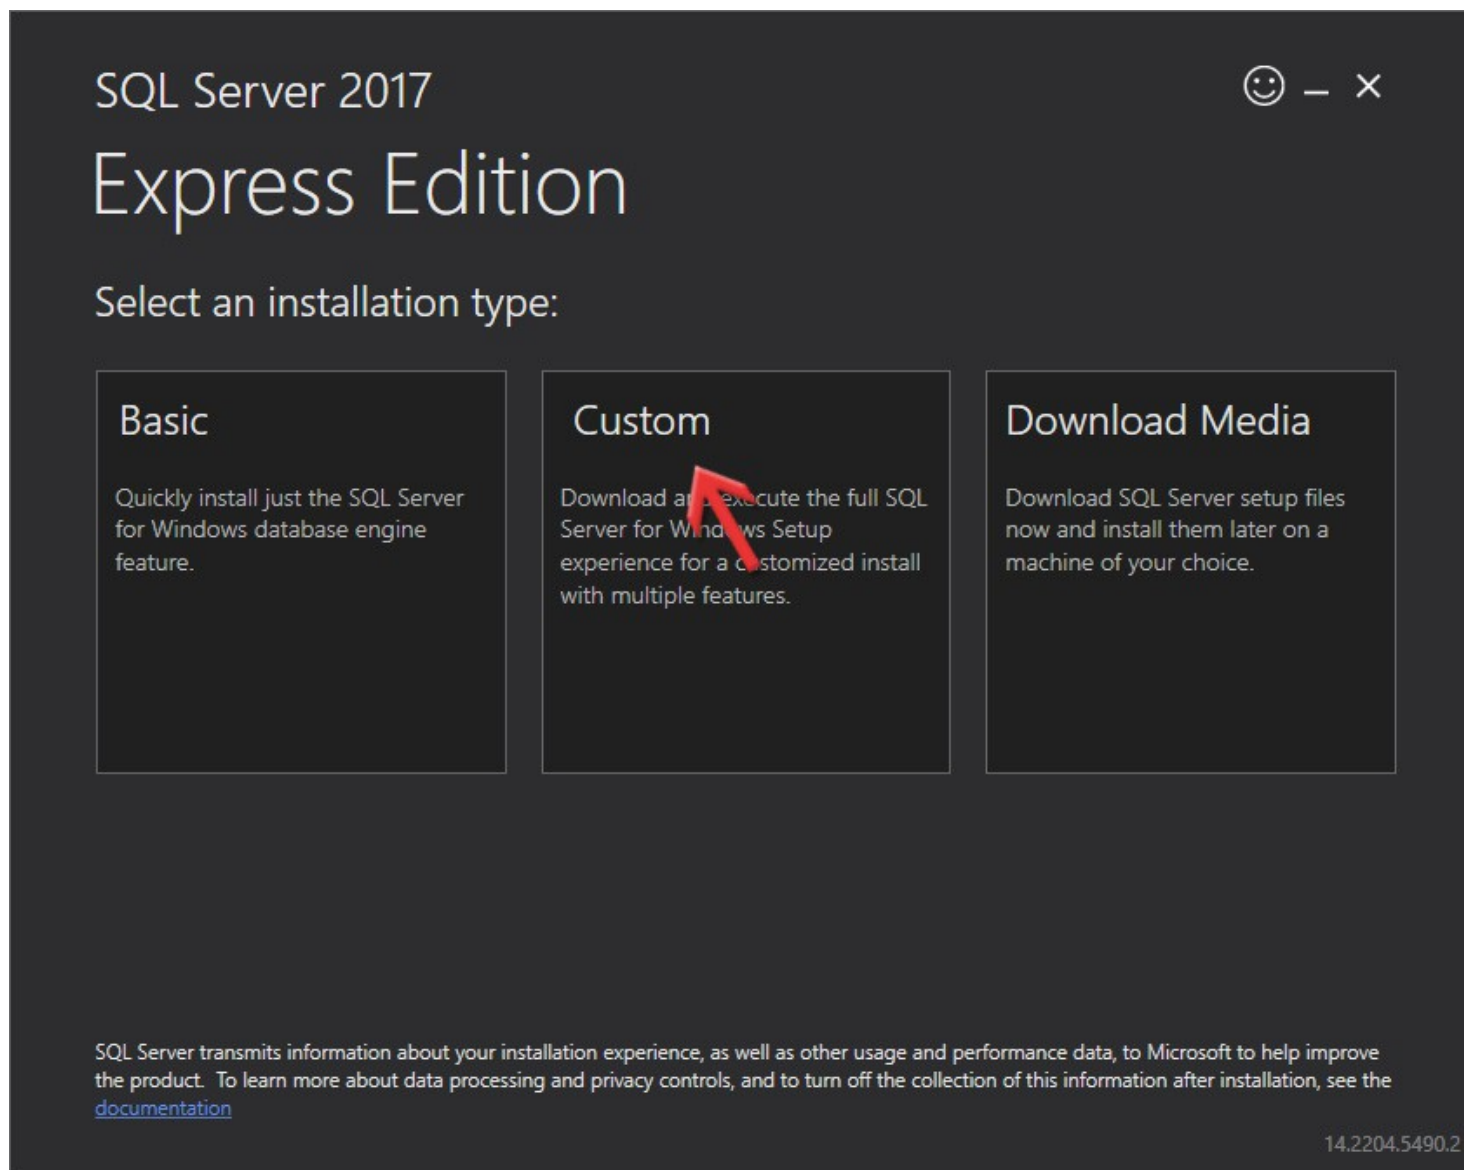 SQL Server 2017
Express Edition
Select an installation type:
Basic
Quickly install just the SQL Server
for Windows database engine
feature.
Custom
Download and execute the full SQL
Server for Windows Setup
experience for a customized install
with multiple features.
Download Media
Download SQL Server setup files
now and install them later on a
machine of your choice.
SQL Server transmits information about your installation experience, as well as other usage and performance data, to Microsoft to help improve
the product.  To learn more about data processing and privacy controls, and to turn off the collection of this information after installation, see the
documentation
14.2204.5490.2